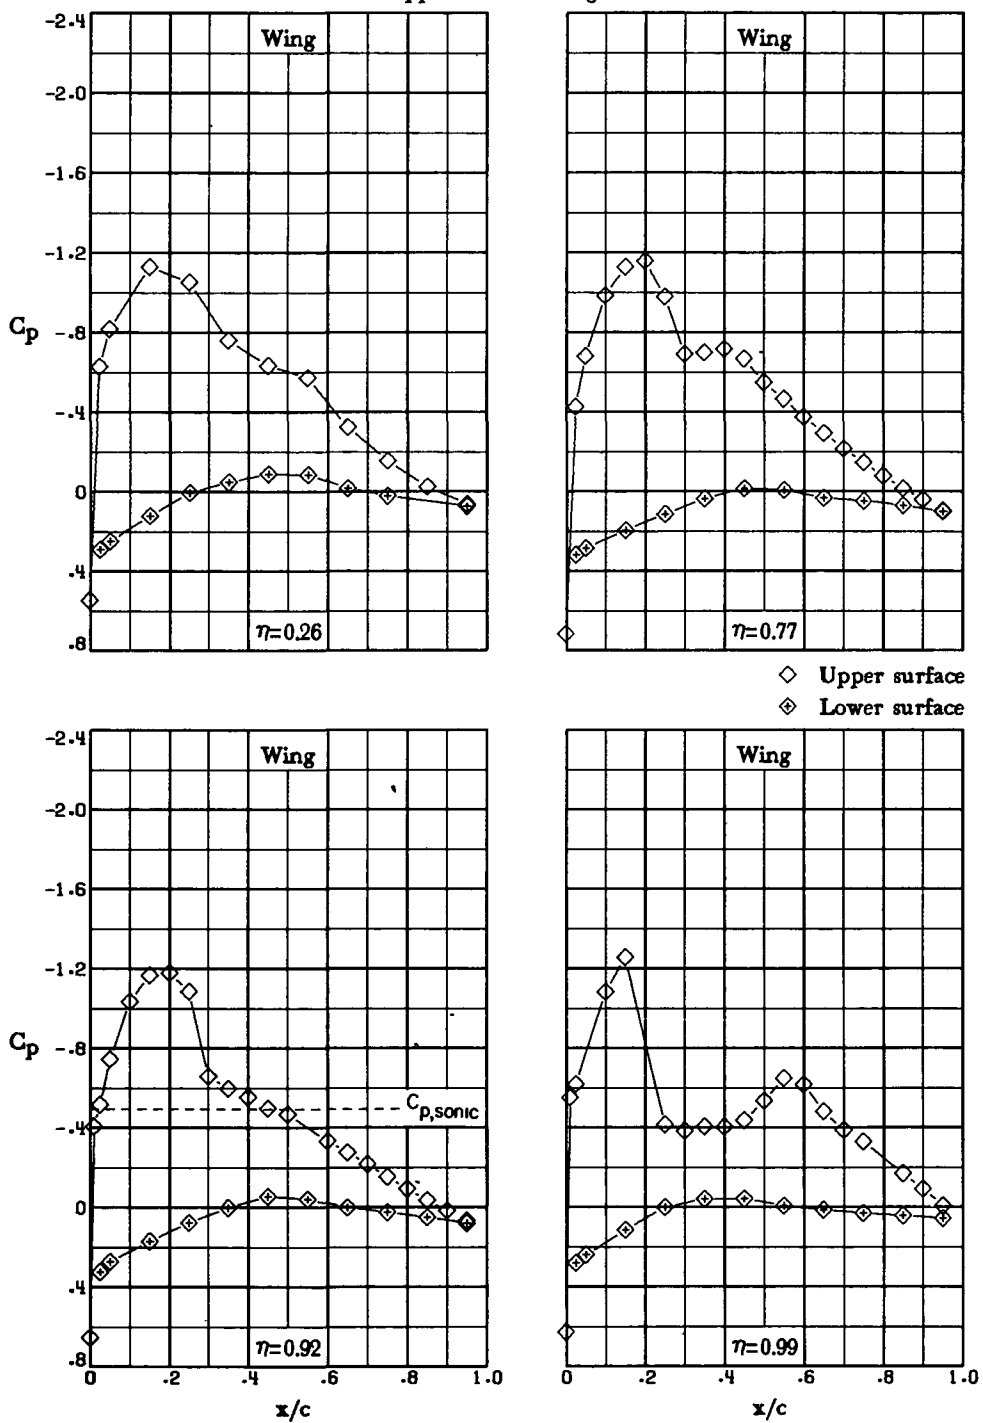 -2.4
Wing
Wing
-2.0
-1.6
-1.2
Cp
-.8
-.4
0
.4
.8
η=0.26
η=0.77
Upper surface
Lower surface
-2.4
Wing
Wing
-2.0
-1.6
-1.2
Cp
-.8
Cp,SONIC
-.4
0
.4
.8
η=0.92
η=0.99
0 .2 .4 .6 .8 1.0
0 .2 .4 .6 .8 1.0
x/c
x/c